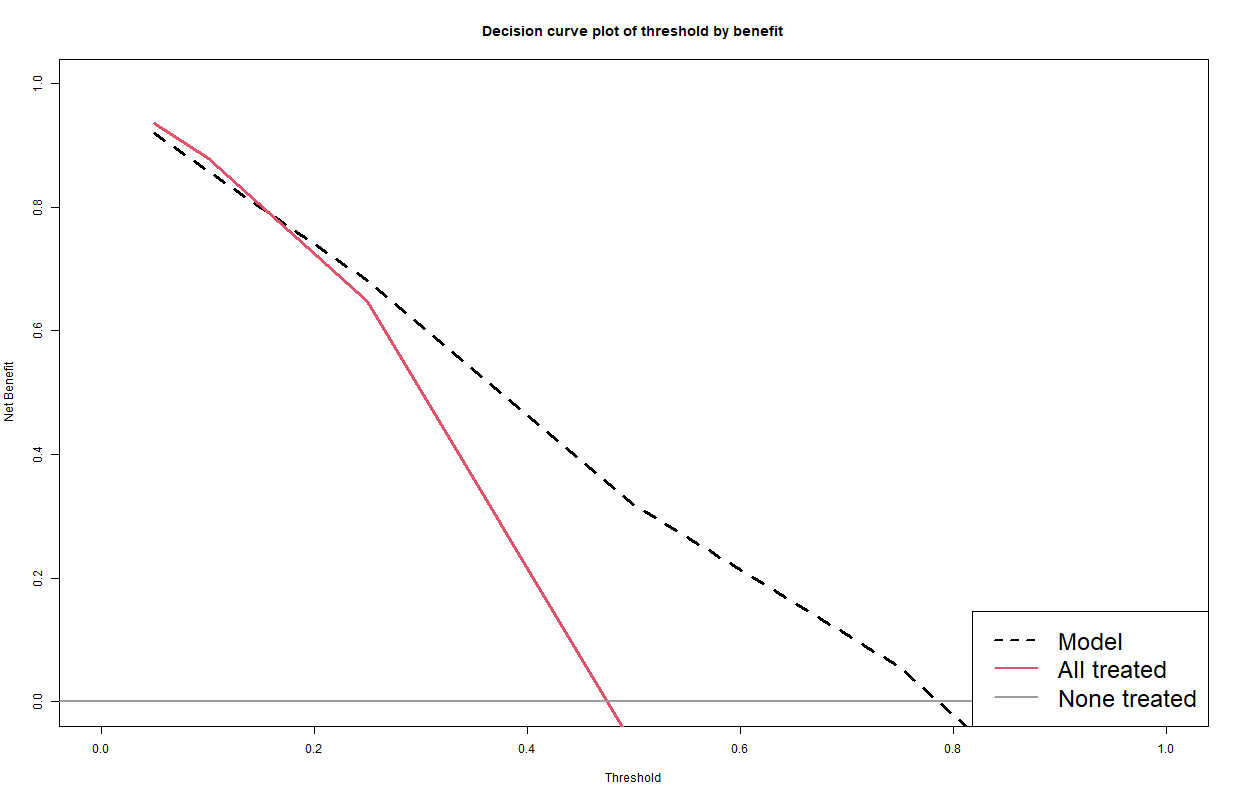 Decision curve plot of threshold by benefit
Net Benefit
1.0
0.8
0.6
0.4
0.2
0.0
Model
All treated
None treated
0.0 0.2 0.4 0.6 0.8 1.0
Threshold